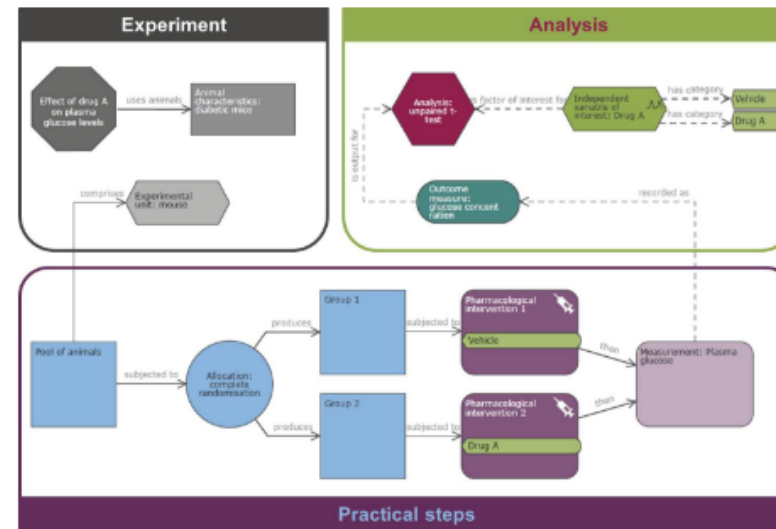 Experiment
Effect of drug A
on plasma
glucose levels
uses animals
Animal
characteristics:
diabetic mice
comprises
Experimental
unit: mouse
Analysis
Analysis:
unpaired t-
test
is factor of interest for
Independent
variable of
interest: Drug A
has category
Vehicle
has category
Drug A
is output for
Outcome
measure:
glucose concent
ration
recorded as
Pool of animals
subjected to
Allocation:
complete
randomisation
produces
Group 1
subjected to
Pharmacological
intervention 1
Vehicle
then
Measurement: Plasma
glucose
produces
Group 2
subjected to
Pharmacological
intervention 2
Drug A
then
Practical steps